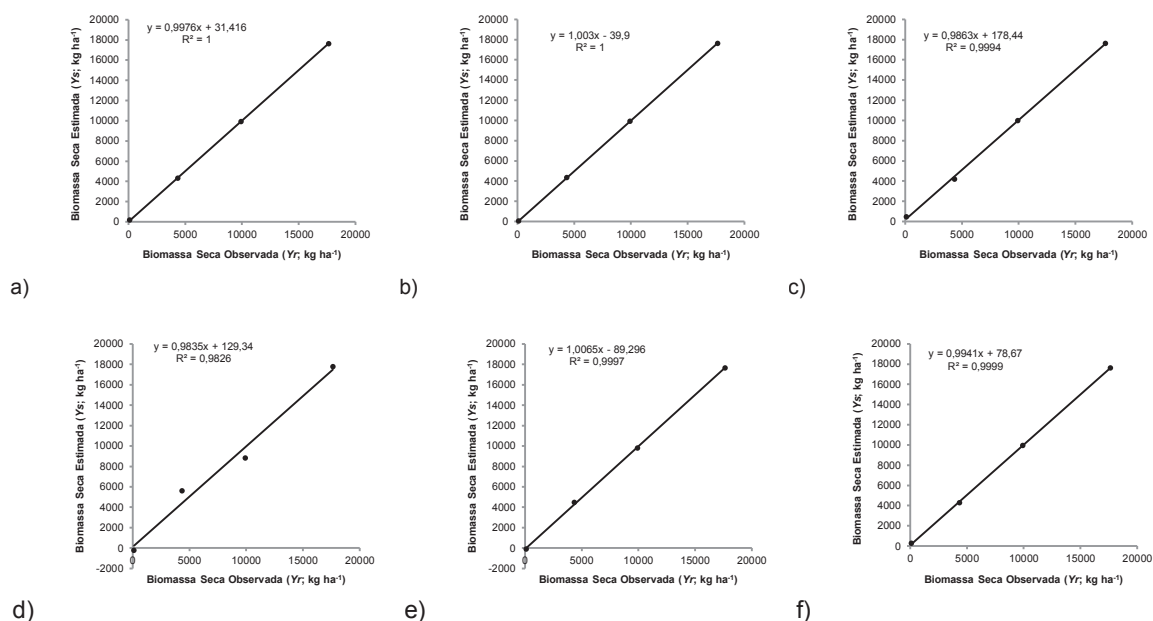 y = 0,9976x + 31,416
R² = 1
Biomassa Seca Estimada (Ys; kg ha⁻¹)
20000
18000
16000
14000
12000
10000
8000
6000
4000
2000
0
0 5000 10000 15000 20000
Biomassa Seca Observada (Yr; kg ha⁻¹)
a)
y = 1,003x - 39,9
R² = 1
Biomassa Seca Estimada (Ys; kg ha⁻¹)
20000
18000
16000
14000
12000
10000
8000
6000
4000
2000
0
0 5000 10000 15000 20000
Biomassa Seca Observada (Yr; kg ha⁻¹)
b)
y = 0,9863x + 178,44
R² = 0,9994
Biomassa Seca Estimada (Ys; kg ha⁻¹)
20000
18000
16000
14000
12000
10000
8000
6000
4000
2000
0
0 5000 10000 15000 20000
Biomassa Seca Observada (Yr; kg ha⁻¹)
c)
y = 0,9835x + 129,34
R² = 0,9826
Biomassa Seca Estimada (Ys; kg ha⁻¹)
20000
18000
16000
14000
12000
10000
8000
6000
4000
2000
0
-2000
0 5000 10000 15000 20000
Biomassa Seca Observada (Yr; kg ha⁻¹)
d)
y = 1,0065x - 89,296
R² = 0,9997
Biomassa Seca Estimada (Ys; kg ha⁻¹)
20000
18000
16000
14000
12000
10000
8000
6000
4000
2000
0
-2000
0 5000 10000 15000 20000
Biomassa Seca Observada (Yr; kg ha⁻¹)
e)
y = 0,9941x + 78,67
R² = 0,9999
Biomassa Seca Estimada (Ys; kg ha⁻¹)
20000
18000
16000
14000
12000
10000
8000
6000
4000
2000
0
0 5000 10000 15000 20000
Biomassa Seca Observada (Yr; kg ha⁻¹)
f)